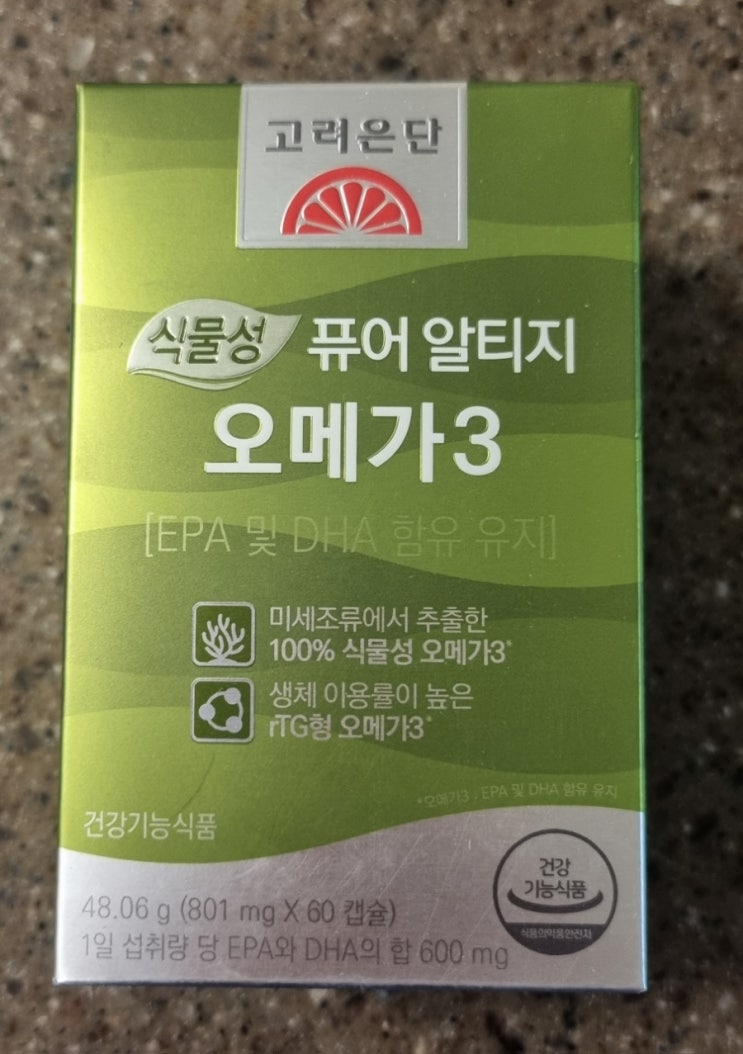 고려은단
식물성 퓨어 알티지
오메가3
[EPA 및 DHA 함유 유지]
미세조류에서 추출한
100% 식물성 오메가3*
생체 이용률이 높은
rTG형 오메가3*
*오메가3 : EPA 및 DHA 함유 유지
건강기능식품
건강
기능식품
식품의약품안전처
48.06 g (801 mg X 60 캡슐)
1일 섭취량 당 EPA와 DHA의 합 600 mg